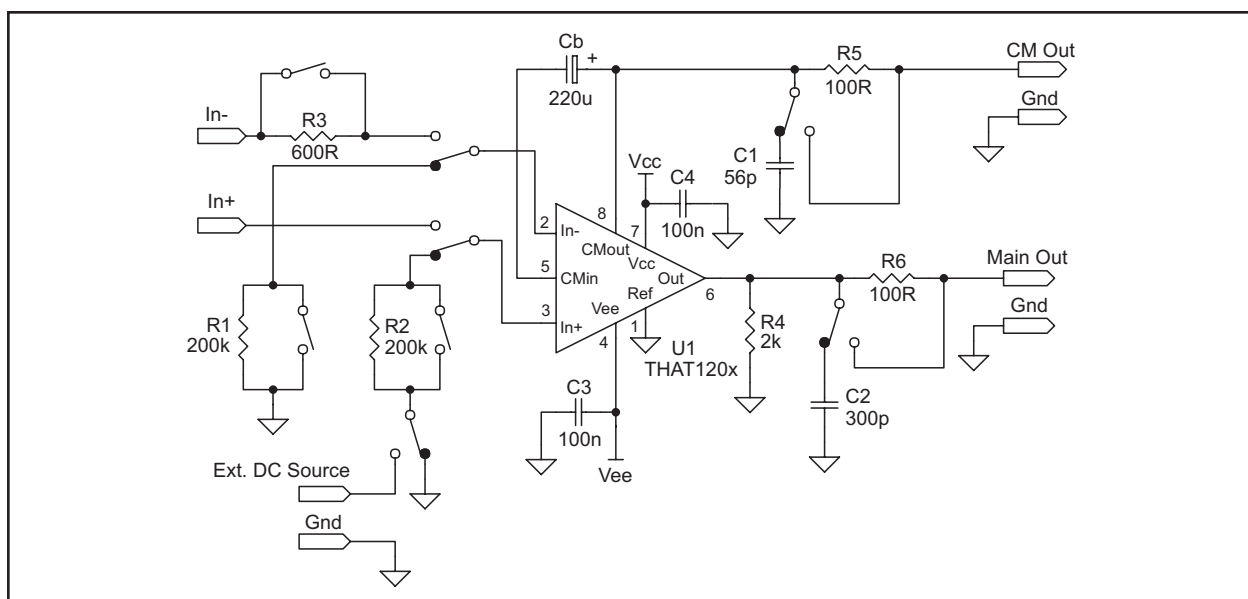 Cb
+
220u
R5
100R
CM Out
Gnd
In-
R3
600R
C1
56p
Vcc
C4
100n
In+
8
7
2
In-
CMout
Vcc
5
CMin
Out
6
Ref
Vee
3
In+
1
4
U1
THAT120x
R6
100R
Main Out
Gnd
R4
2k
C2
300p
R1
200k
R2
200k
C3
100n
Vee
Ext. DC Source
Gnd